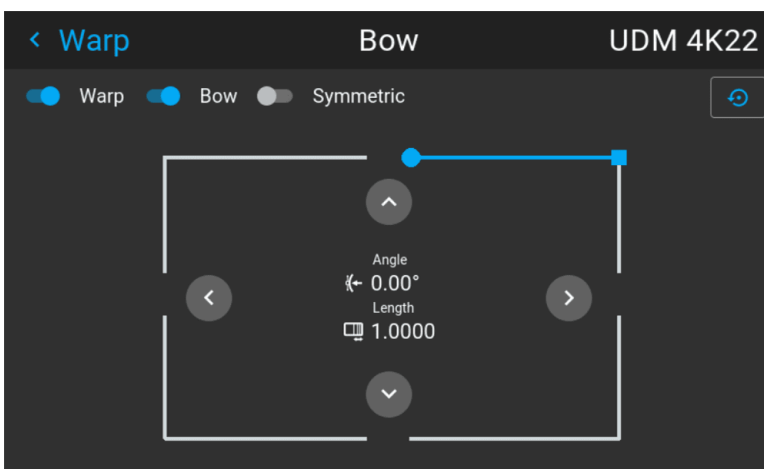 Warp Bow UDM 4K22
Warp Bow Symmetric
Angle
0.00°
Length
1.0000